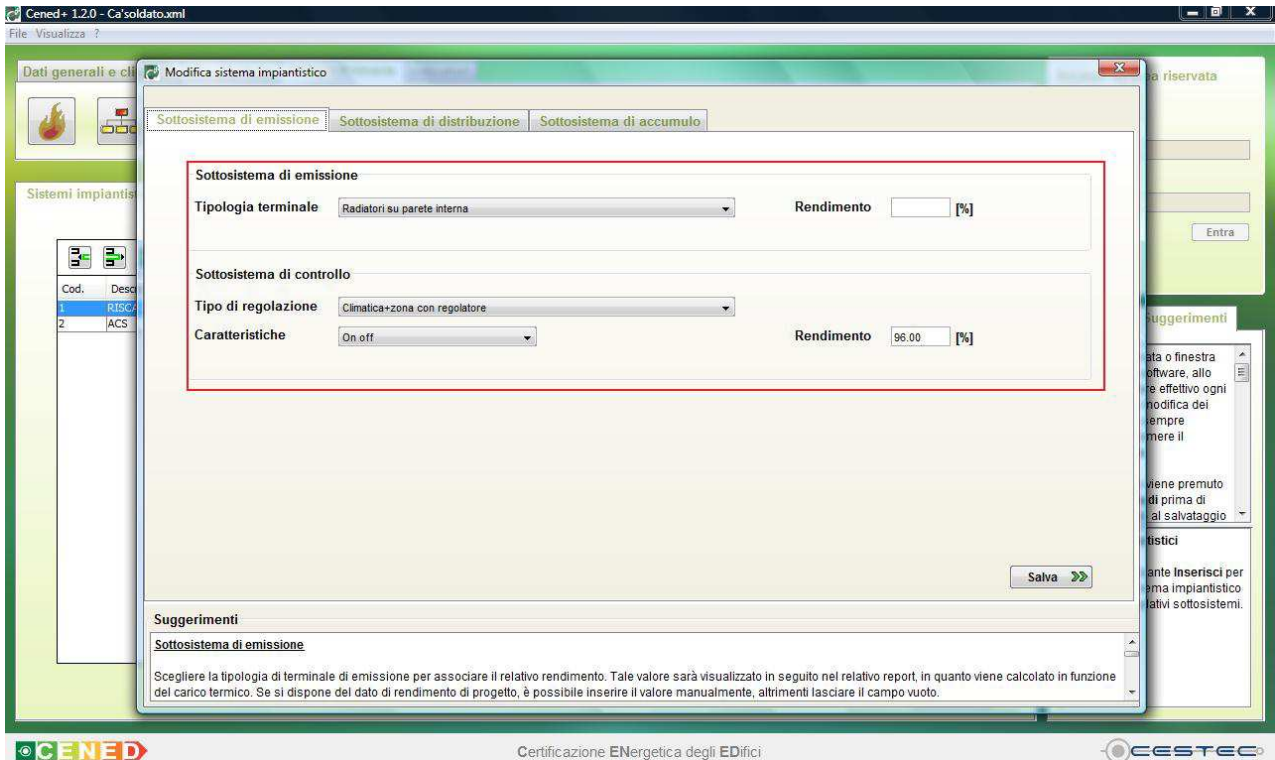 Cened+ 1.2.0 - Ca'soldato.xml
File Visualizza ?
Dati generali e cli
a riservata
Modifica sistema impiantistico
Sottosistema di emissione
Sottosistema di distribuzione
Sottosistema di accumulo
Sottosistema di emissione
Tipologia terminale
Radiatori su parete interna
Rendimento
[%]
Sottosistema di controllo
Tipo di regolazione
Climatica+zona con regolatore
Caratteristiche
On off
Rendimento
96.00
[%]
Salva
Suggerimenti
Sottosistema di emissione
Scegliere la tipologia di terminale di emissione per associare il relativo rendimento. Tale valore sarà visualizzato in seguito nel relativo report, in quanto viene calcolato in funzione
del carico termico. Se si dispone del dato di rendimento di progetto, è possibile inserire il valore manualmente, altrimenti lasciare il campo vuoto.
Sistemi impiantis
Cod. Desc
1 RISCA
2 ACS
Entra
Suggerimenti
ata o finestra
oftware, allo
re effettivo ogni
modifica dei
empre
mere il
viene premuto
di prima di
al salvataggio
tistici
ante Inserisci per
ema impiantistico
lativi sottosistemi.
CENED
Certificazione ENergetica degli EDifici
CESTEC